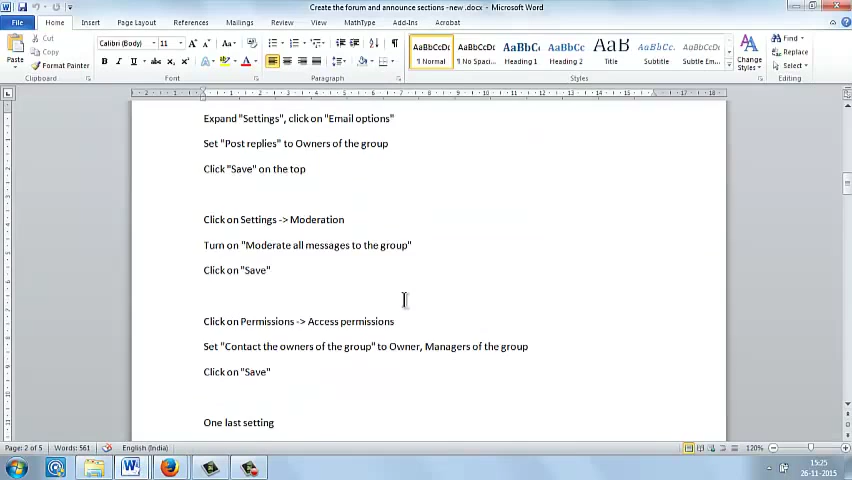 Create the forum and announce sections -new .docx - Microsoft Word
File Home Insert Page Layout References Mailings Review View MathType Add-Ins Acrobat
Paste Cut Copy Format Painter
Calibri (Body) 11
AaBbCcDc AaBbCcDc AaBbCc AaBbCc AaB AaBbCc. AaBbCcDc
¶ Normal ¶ No Spaci... Heading 1 Heading 2 Title Subtitle Subtle Em...
Change Styles
Find Replace Select
Clipboard Font Paragraph Styles Editing
Expand "Settings", click on "Email options"
Set "Post replies" to Owners of the group
Click "Save" on the top
Click on Settings -> Moderation
Turn on "Moderate all messages to the group"
Click on "Save"
Click on Permissions -> Access permissions
Set "Contact the owners of the group" to Owner, Managers of the group
Click on "Save"
One last setting
Page: 2 of 5 Words: 561 English (India) 120%
15:25
26-11-2015